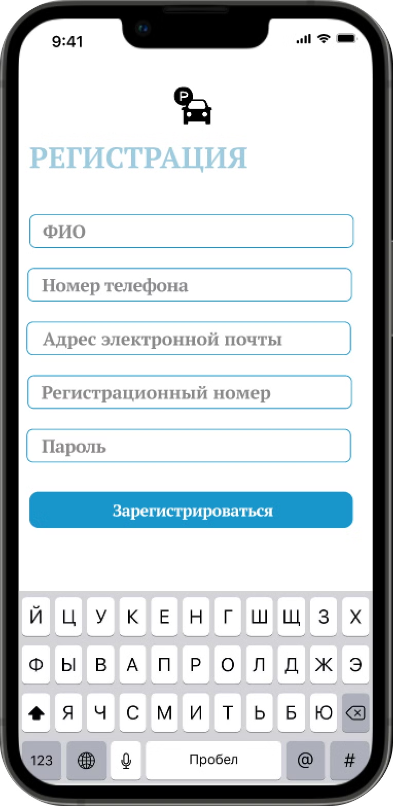 9:41
P
РЕГИСТРАЦИЯ
ФИО
Номер телефона
Адрес электронной почты
Регистрационный номер
Пароль
Зарегистрироваться
Й Ц У К Е Н Г Ш Щ З Х
Ф Ы В А П Р О Л Д Ж Э
Я Ч С М И Т Ь Б Ю
123 Пробел @ #